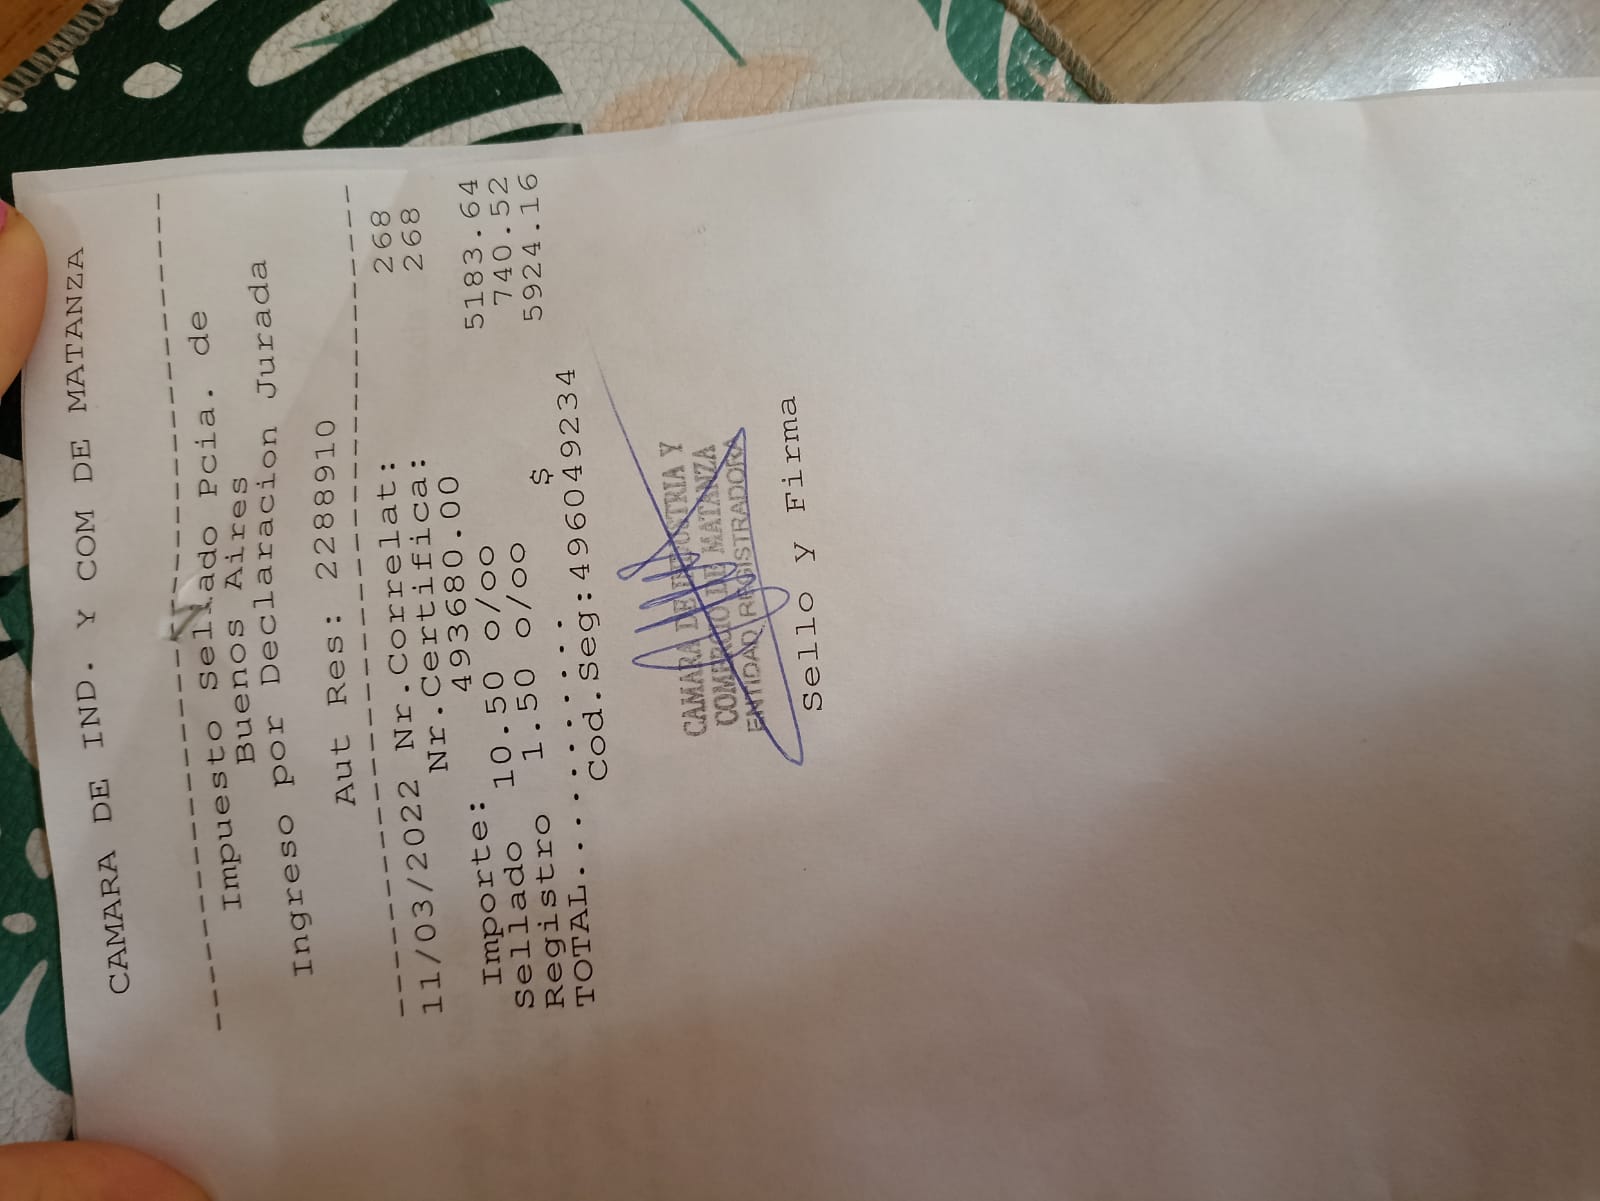 CAMARA DE IND. Y COM DE MATANZA
Impuesto Sellado Pcia. de
Buenos Aires
Ingreso por Declaracion Jurada
Aut Res: 2288910
11/03/2022 Nr.Correlat: 268
Nr.Certifica: 268
Importe: 493680.00
Sellado 10.50 o/oo 5183.64
Registro 1.50 o/oo 740.52
TOTAL.............. $ 5924.16
Cod.Seg:496049234
CAMARA DE INDUSTRIA Y
COMERCIO DE MATANZA
ENTIDAD REGISTRADORA
Sello y Firma